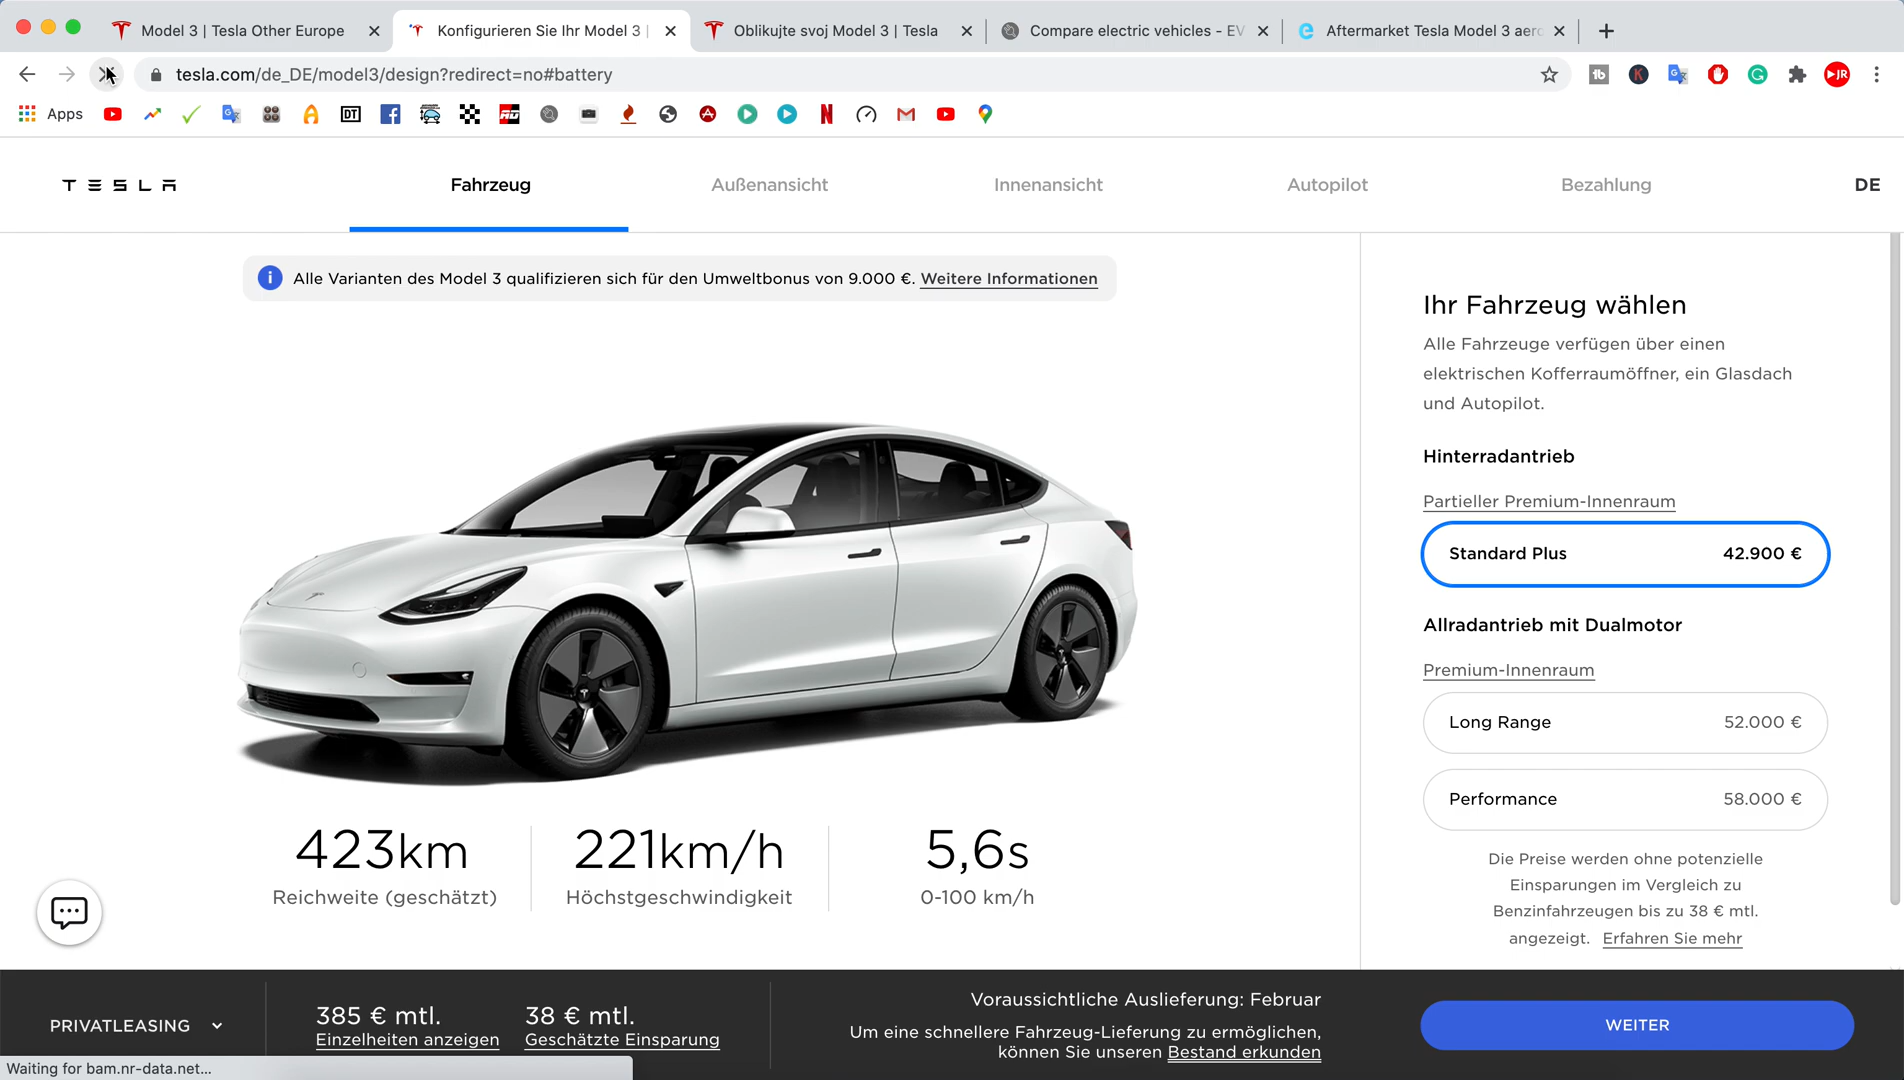 Model 3 | Tesla Other Europe
Konfigurieren Sie Ihr Model 3 |
Oblikujte svoj Model 3 | Tesla
Compare electric vehicles - EV
Aftermarket Tesla Model 3 aero
tesla.com/de_DE/model3/design?redirect=no#battery
Apps
TESLA
Fahrzeug
Außenansicht
Innenansicht
Autopilot
Bezahlung
DE
Alle Varianten des Model 3 qualifizieren sich für den Umweltbonus von 9.000 €. Weitere Informationen
Ihr Fahrzeug wählen
Alle Fahrzeuge verfügen über einen
elektrischen Kofferraumöffner, ein Glasdach
und Autopilot.
Hinterradantrieb
Partieller Premium-Innenraum
Standard Plus 42.900 €
Allradantrieb mit Dualmotor
Premium-Innenraum
Long Range 52.000 €
Performance 58.000 €
Die Preise werden ohne potenzielle
Einsparungen im Vergleich zu
Benzinfahrzeugen bis zu 38 € mtl.
angezeigt. Erfahren Sie mehr
423km
Reichweite (geschätzt)
221km/h
Höchstgeschwindigkeit
5,6s
0-100 km/h
PRIVATLEASING
385 € mtl.
Einzelheiten anzeigen
38 € mtl.
Geschätzte Einsparung
Voraussichtliche Auslieferung: Februar
Um eine schnellere Fahrzeug-Lieferung zu ermöglichen,
können Sie unseren Bestand erkunden
WEITER
Waiting for bam.nr-data.net...